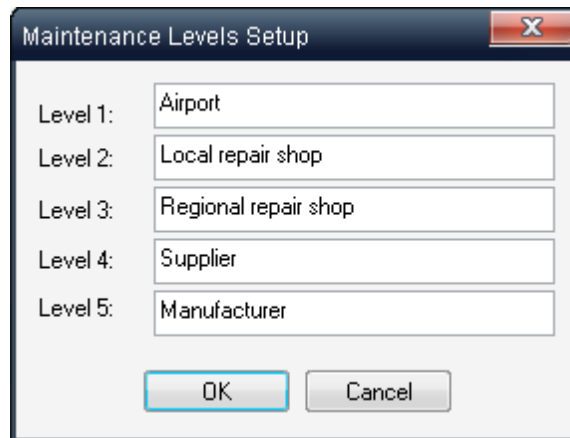 Maintenance Levels Setup
Level 1: Airport
Level 2: Local repair shop
Level 3: Regional repair shop
Level 4: Supplier
Level 5: Manufacturer
OK Cancel